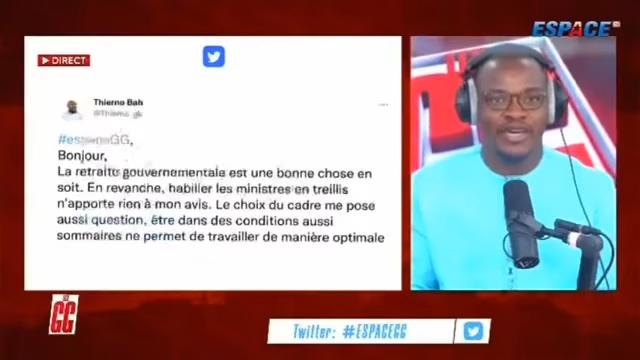 ESPACE
DIRECT
Thierno Bah
@Thierno_gk
#espaceGG,
Bonjour,
La retraite gouvernementale est une bonne chose en
soit. En revanche, habiller les ministres en treillis
n'apporte rien à mon avis. Le choix du cadre me pose
aussi question, être dans des conditions aussi
sommaires ne permet de travailler de manière optimale
GG
Twitter: #ESPACEGG